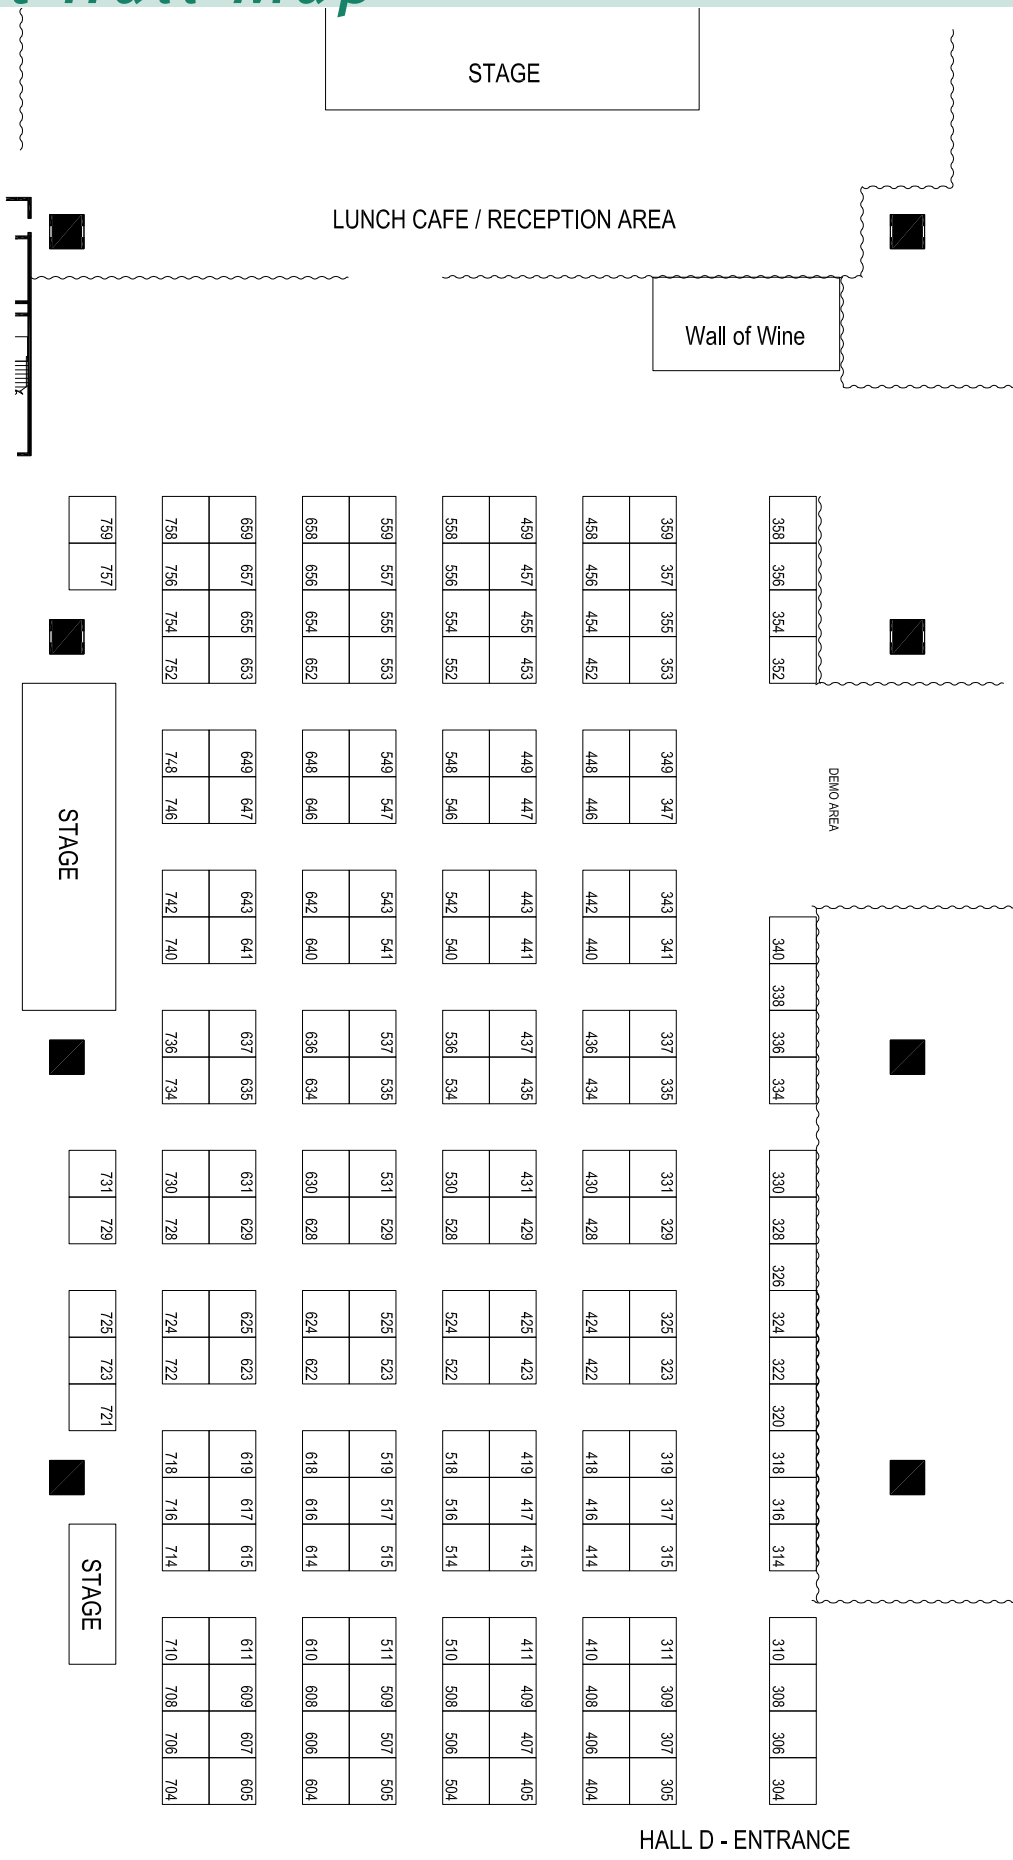 STAGE
LUNCH CAFE / RECEPTION AREA
Wall of Wine
759 758 659 658 559 558 459 458 359 358
757 756 657 656 557 556 457 456 357 356
754 655 654 555 554 455 454 355 354
752 653 652 553 552 453 452 353 352
748 649 648 549 548 449 448 349
DEMO AREA
746 647 646 547 546 447 446 347
STAGE
742 643 642 543 542 443 442 343
740 641 640 541 540 441 440 341 340
338
736 637 636 537 536 437 436 337 336
734 635 634 535 534 435 434 335 334
731 730 631 630 531 530 431 430 331 330
729 728 629 628 529 528 429 428 329 328
326
725 724 625 624 525 524 425 424 325 324
723 722 623 622 523 522 423 422 323 322
721 320
718 619 618 519 518 419 418 319 318
716 617 616 517 516 417 416 317 316
714 615 614 515 514 415 414 315 314
STAGE
710 611 610 511 510 411 410 311 310
708 609 608 509 508 409 408 309 308
706 607 606 507 506 407 406 307 306
704 605 604 505 504 405 404 305 304
HALL D - ENTRANCE